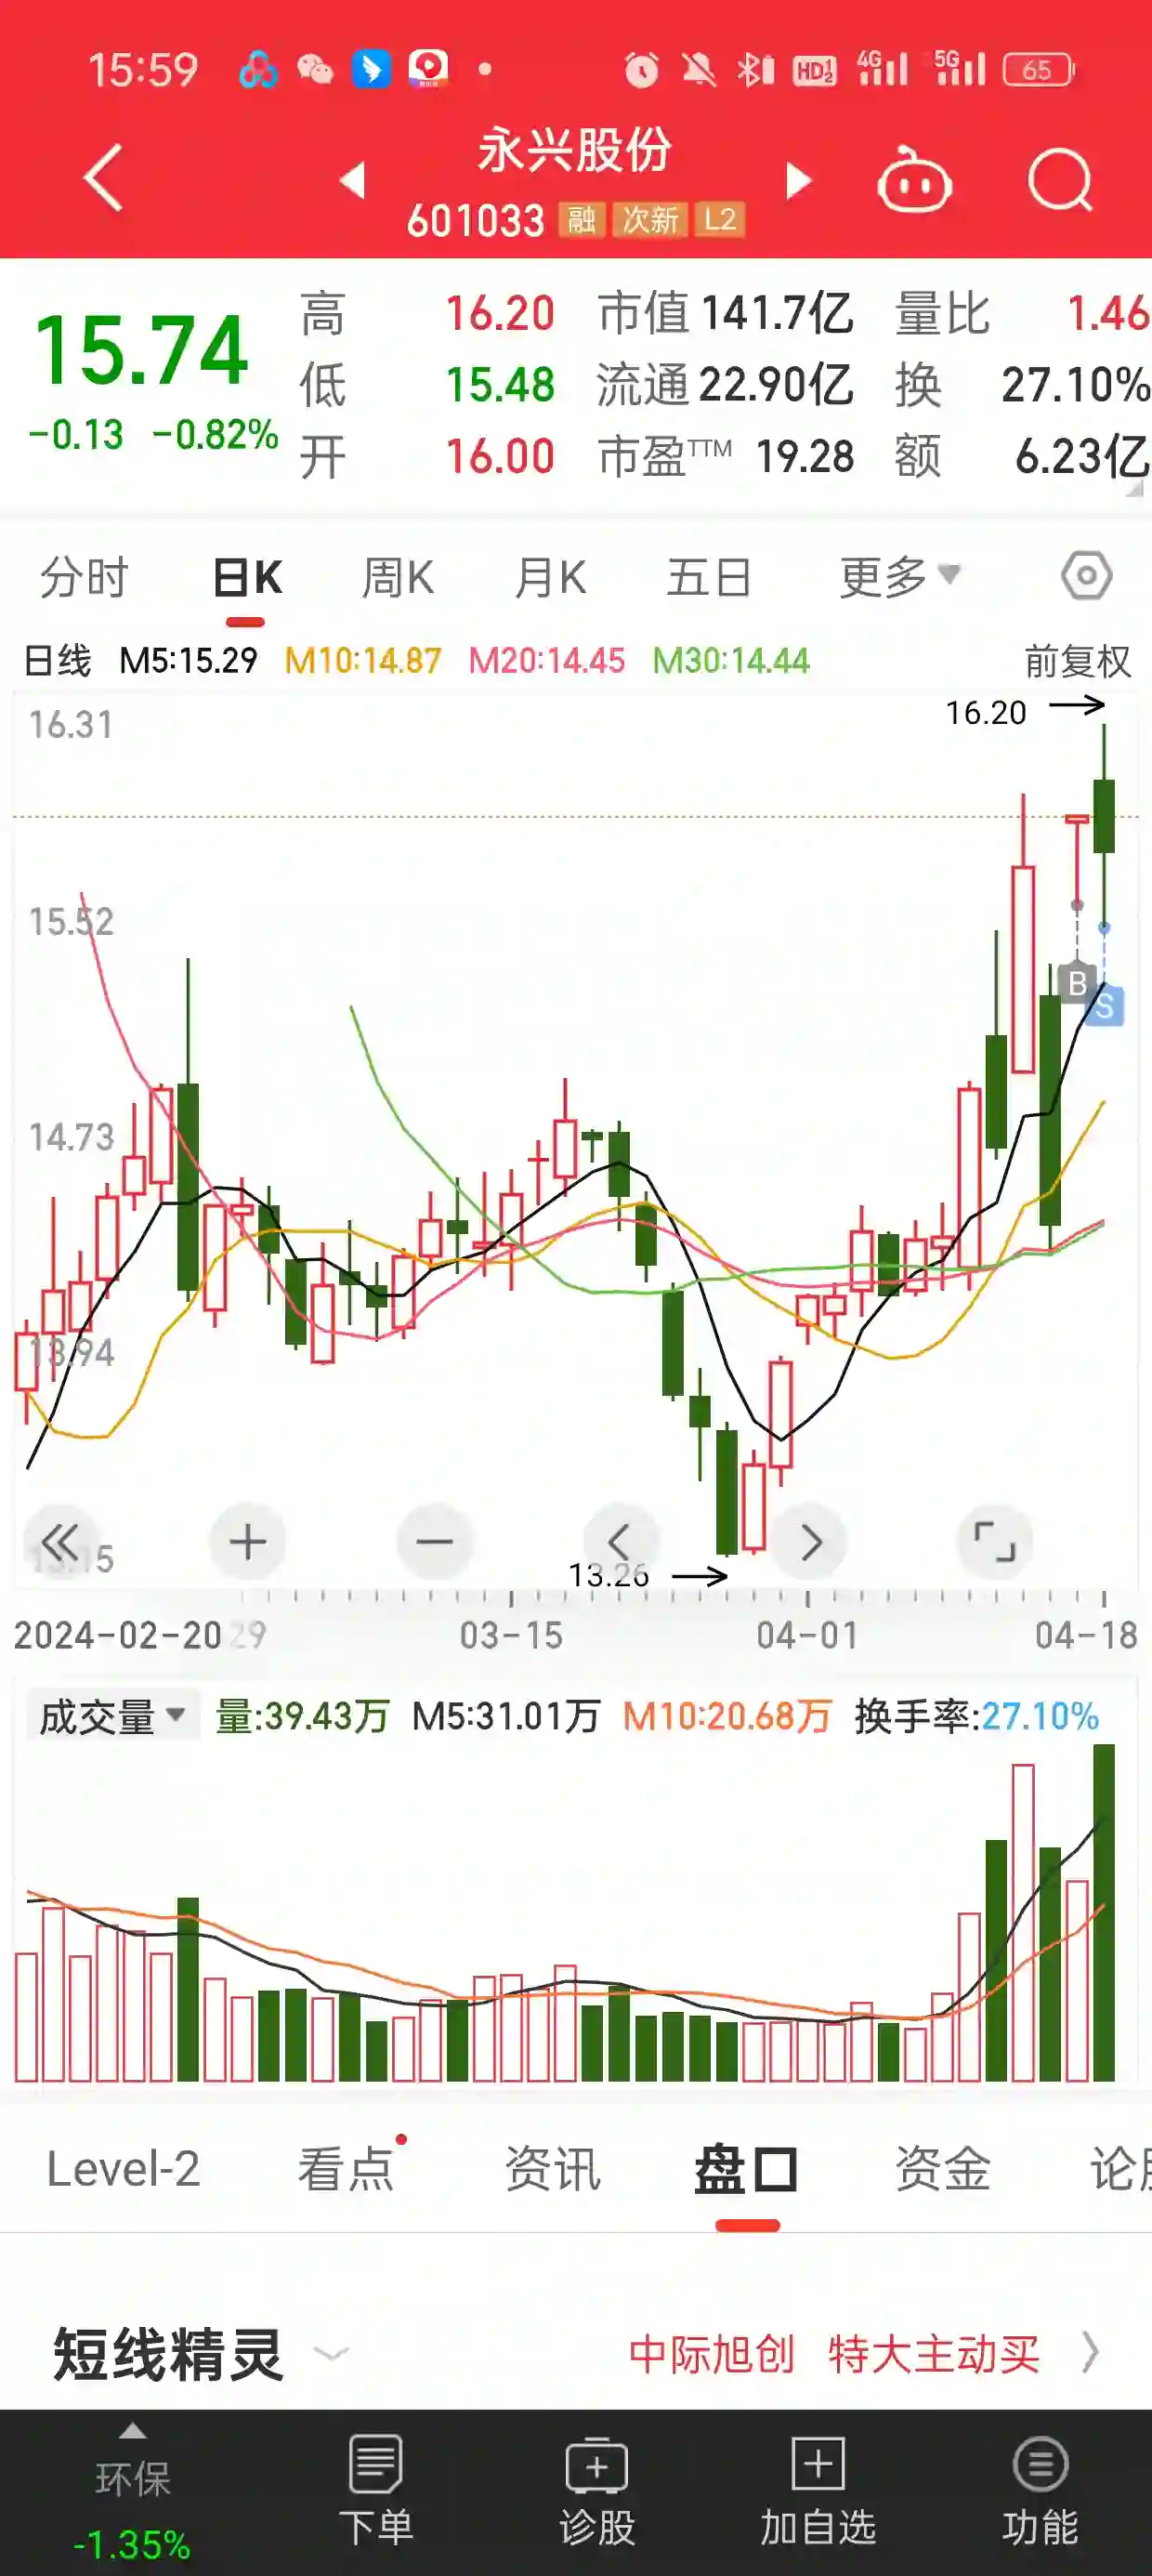 15:59 HD 1 2 4G 5G 65
永兴股份
601033 融 次新 L2
15.74
-0.13 -0.82%
高 16.20 市值 141.7亿 量比 1.46
低 15.48 流通 22.90亿 换 27.10%
开 16.00 市盈TTM 19.28 额 6.23亿
分时 日K 周K 月K 五日 更多
日线 M5:15.29 M10:14.87 M20:14.45 M30:14.44 前复权
16.20
16.31
15.52
B
S
14.73
13.94
13.15
13.26
2024-02-20 29 03-15 04-01 04-18
成交量 量:39.43万 M5:31.01万 M10:20.68万 换手率:27.10%
Level-2 看点 资讯 盘口 资金
短线精灵 中际旭创 特大主动买
环保 下单 诊股 加自选 功能
-1.35%